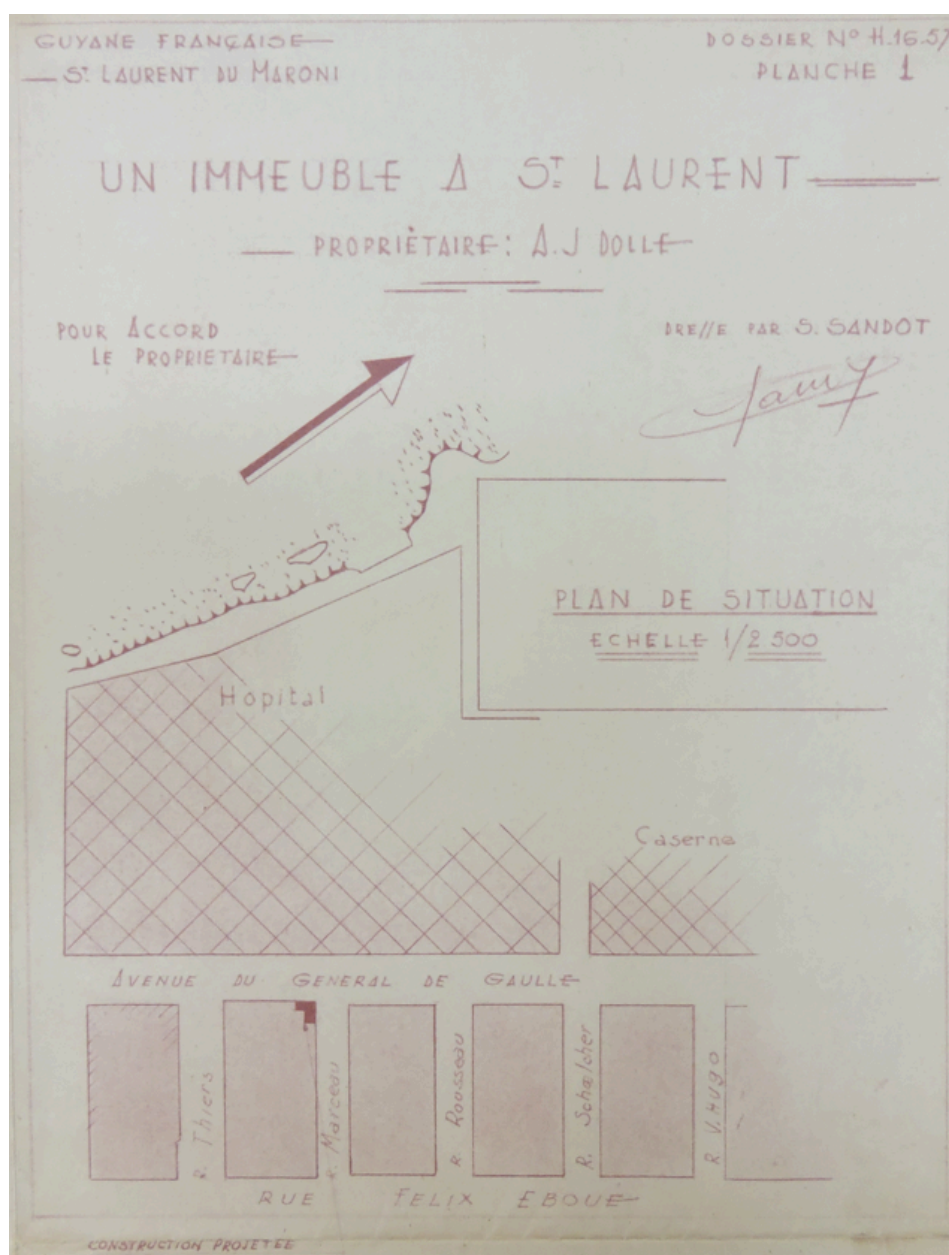 GUYANE FRANÇAISE
ST LAURENT DU MARONI
DOSSIER Nº H.16.57
PLANCHE 1
UN IMMEUBLE A ST LAURENT
PROPRIÈTAIRE: A.J DOLLE
POUR ACCORD
LE PROPRIETAIRE
DRESSE PAR S. SANDOT
PLAN DE SITUATION
ECHELLE 1/2 500
Hopital
Caserne
AVENUE DU GENERAL DE GAULLE
R. Thiers
R. Marceau
R. Rousseau
R. Schœlcher
R. V. Hugo
RUE FELIX EBOUE
CONSTRUCTION PROJETEE